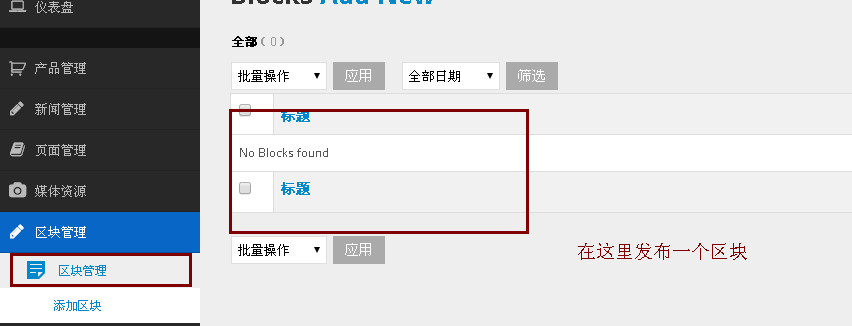 仪表盘
Blocks Add New
全部（0）
产品管理
批量操作 应用 全部日期 筛选
新闻管理
标题
页面管理
No Blocks found
媒体资源
标题
区块管理
批量操作 应用
在这里发布一个区块
区块管理
添加区块